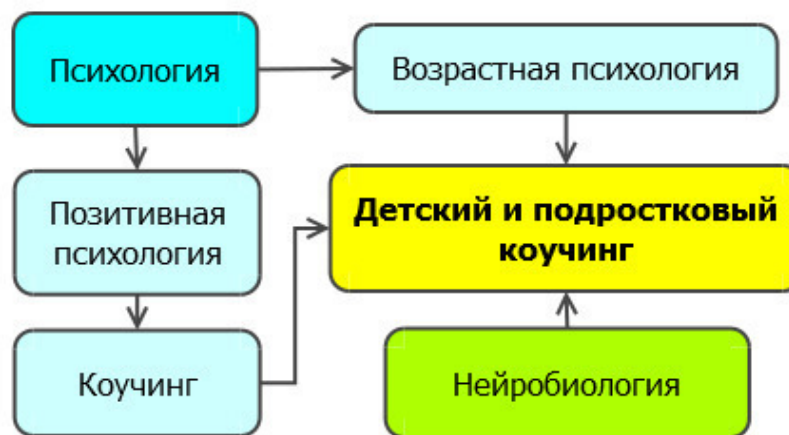 Психология
Возрастная психология
Позитивная
психология
Детский и подростковый
коучинг
Коучинг
Нейробиология